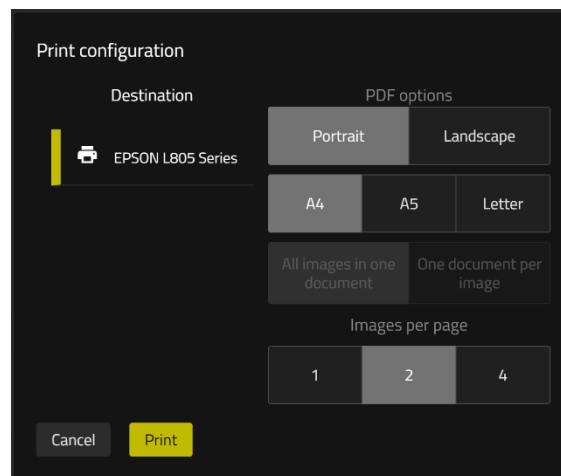 Print configuration
Destination
EPSON L805 Series
PDF options
Portrait
Landscape
A4
A5
Letter
All images in one
document
One document per
image
Images per page
1
2
4
Cancel
Print